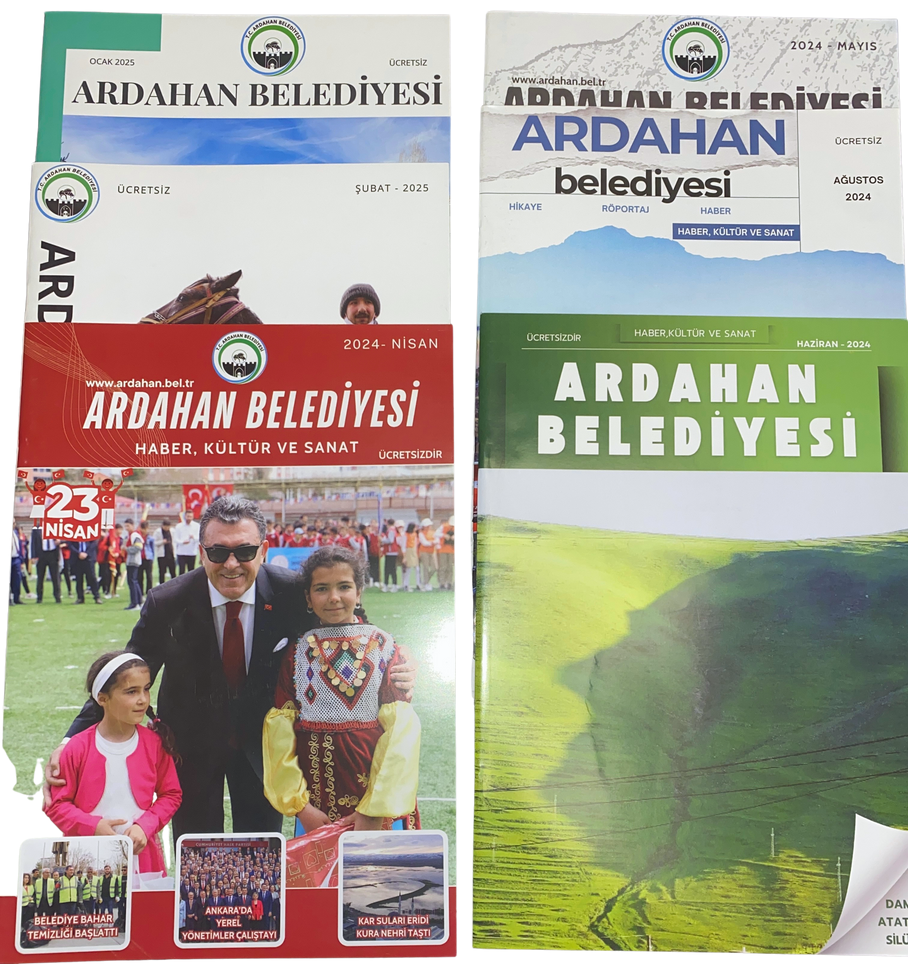 T.C. ARDAHAN BELEDİYESİ
OCAK 2025
ÜCRETSİZ
ARDAHAN BELEDİYESİ
T.C. ARDAHAN BELEDİYESİ
ÜCRETSİZ
ŞUBAT - 2025
ARD
T.C. ARDAHAN BELEDİYESİ
2024- NİSAN
www.ardahan.bel.tr
ARDAHAN BELEDİYESİ
HABER, KÜLTÜR VE SANAT
ÜCRETSİZDİR
23
NİSAN
BELEDİYE BAHAR
TEMİZLİĞİ BAŞLATTI
ANKARA'DA
YEREL
YÖNETİMLER ÇALIŞTAYI
KAR SULARI ERİDİ
KURA NEHRİ TAŞTI
T.C. ARDAHAN BELEDİYESİ
2024 - MAYIS
www.ardahan.bel.tr
ARDAHAN BELEDİYESİ
ARDAHAN
belediyesi
ÜCRETSİZ
AĞUSTOS
2024
HİKAYE RÖPORTAJ HABER
HABER, KÜLTÜR VE SANAT
ÜCRETSİZDİR
HABER,KÜLTÜR VE SANAT
HAZİRAN - 2024
ARDAHAN
BELEDİYESİ
DAM
ATAT
SİLÜ